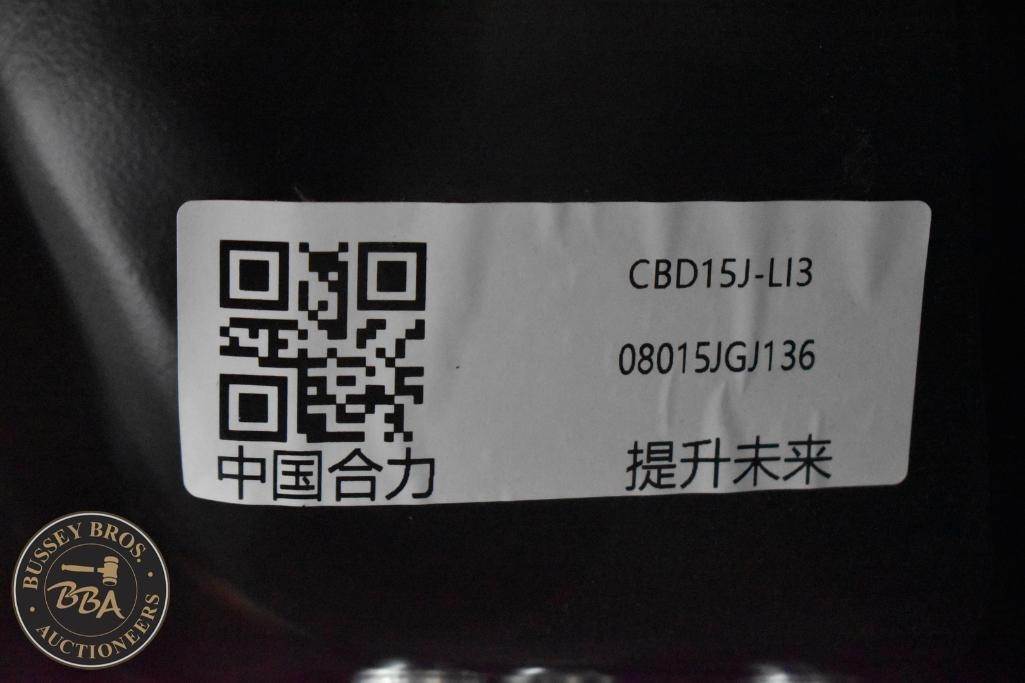 CBD15J-LI3
08015JGJ136
中国合力
提升未来
BUSSEY BROS.
BBA
AUCTIONEERS